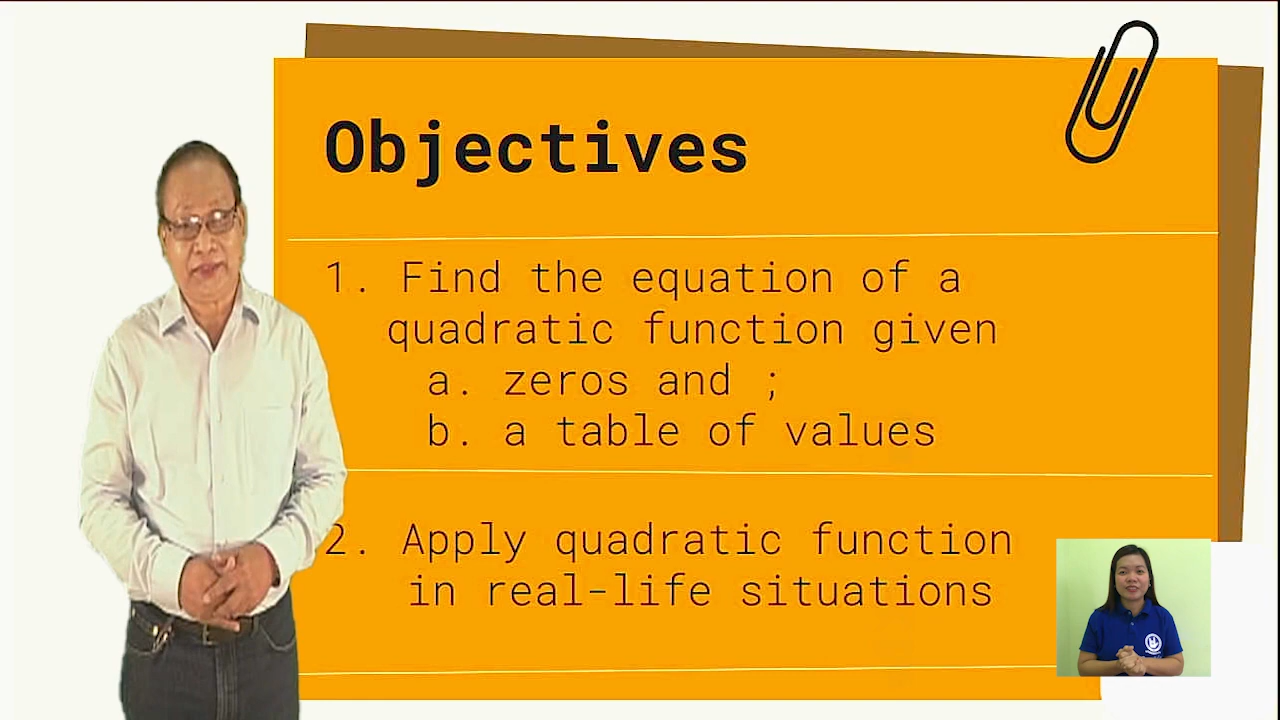 Objectives
1. Find the equation of a
quadratic function given
a. zeros and ;
b. a table of values
2. Apply quadratic function
in real-life situations